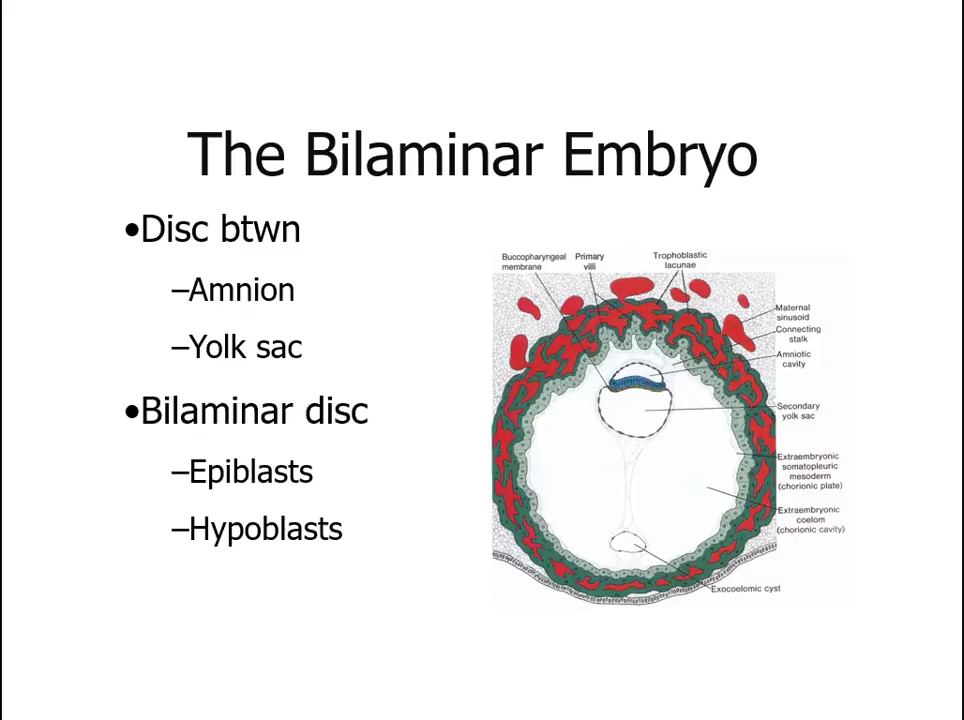 The Bilaminar Embryo
•Disc btwn
–Amnion
–Yolk sac
•Bilaminar disc
–Epiblasts
–Hypoblasts
Buccopharyngeal
membrane
Primary
villi
Trophoblastic
lacunae
Maternal
sinusoid
Connecting
stalk
Amniotic
cavity
Secondary
yolk sac
Extraembryonic
somatopleuric
mesoderm
(chorionic plate)
Extraembryonic
coelom
(chorionic cavity)
Exocoelomic cyst